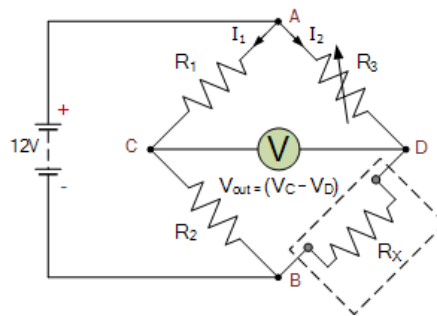 A
I₁
I₂
R₁
R₃
+
12V
-
C
V
D
Vout = (VC – VD)
R₂
RX
B